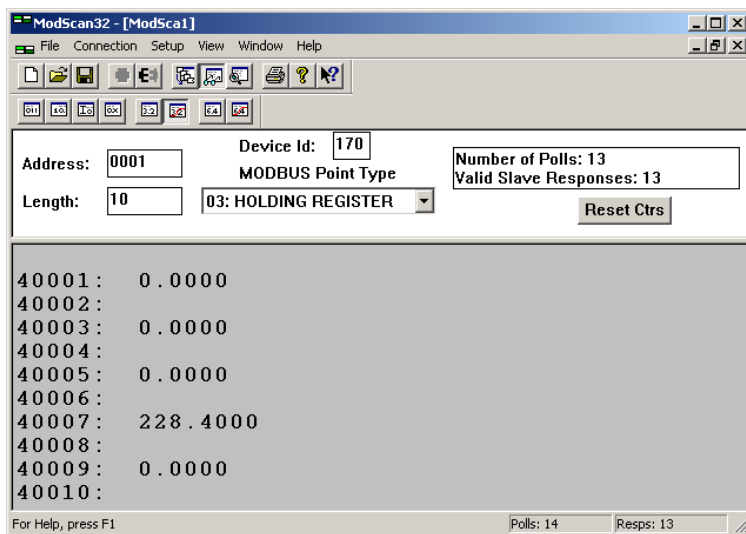 ModScan32 - [ModSca1]
File Connection Setup View Window Help
Address: 0001
Device Id: 170
MODBUS Point Type
Length: 10
03: HOLDING REGISTER
Number of Polls: 13
Valid Slave Responses: 13
Reset Ctrs
40001: 0.0000
40002:
40003: 0.0000
40004:
40005: 0.0000
40006:
40007: 228.4000
40008:
40009: 0.0000
40010:
For Help, press F1
Polls: 14
Resps: 13